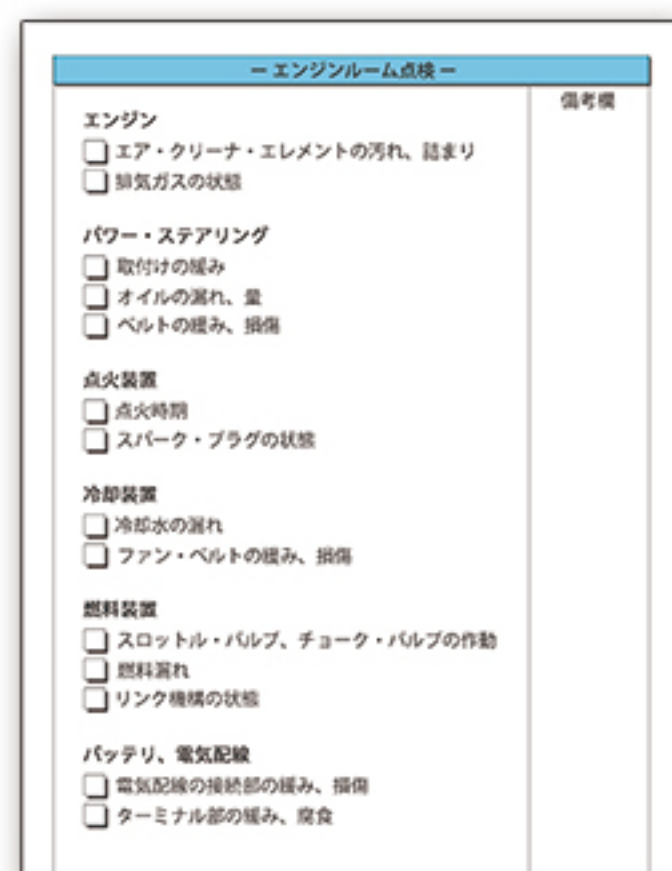 ー エンジンルーム点検 ー
備考欄
エンジン
エア・クリーナ・エレメントの汚れ、詰まり
排気ガスの状態
パワー・ステアリング
取付けの緩み
オイルの漏れ、量
ベルトの緩み、損傷
点火装置
点火時期
スパーク・プラグの状態
冷却装置
冷却水の漏れ
ファン・ベルトの緩み、損傷
燃料装置
スロットル・バルブ、チョーク・バルブの作動
燃料漏れ
リンク機構の状態
バッテリ、電気配線
電気配線の接続部の緩み、損傷
ターミナル部の緩み、腐食